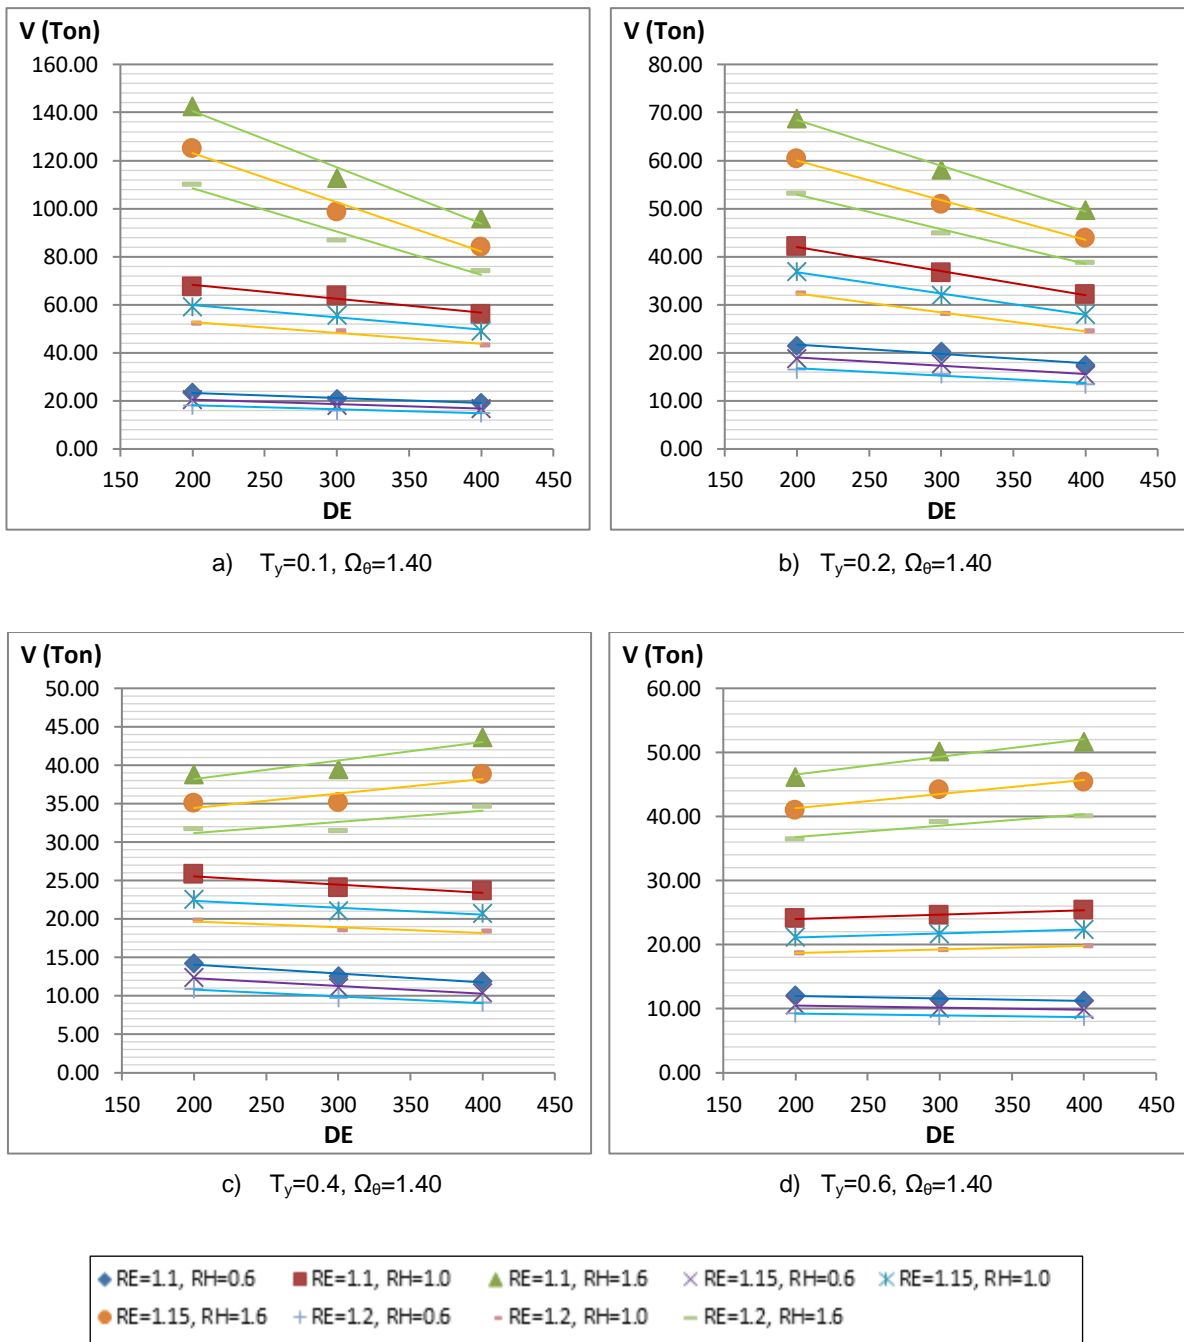 V (Ton)
160.00
140.00
120.00
100.00
80.00
60.00
40.00
20.00
0.00
150 200 250 300 350 400 450
DE
a) Ty=0.1, Ωθ=1.40
V (Ton)
80.00
70.00
60.00
50.00
40.00
30.00
20.00
10.00
0.00
150 200 250 300 350 400 450
DE
b) Ty=0.2, Ωθ=1.40
V (Ton)
50.00
45.00
40.00
35.00
30.00
25.00
20.00
15.00
10.00
5.00
0.00
150 200 250 300 350 400 450
DE
c) Ty=0.4, Ωθ=1.40
V (Ton)
60.00
50.00
40.00
30.00
20.00
10.00
0.00
150 200 250 300 350 400 450
DE
d) Ty=0.6, Ωθ=1.40
RE=1.1, RH=0.6 RE=1.1, RH=1.0 RE=1.1, RH=1.6 RE=1.15, RH=0.6 RE=1.15, RH=1.0
RE=1.15, RH=1.6 RE=1.2, RH=0.6 RE=1.2, RH=1.0 RE=1.2, RH=1.6